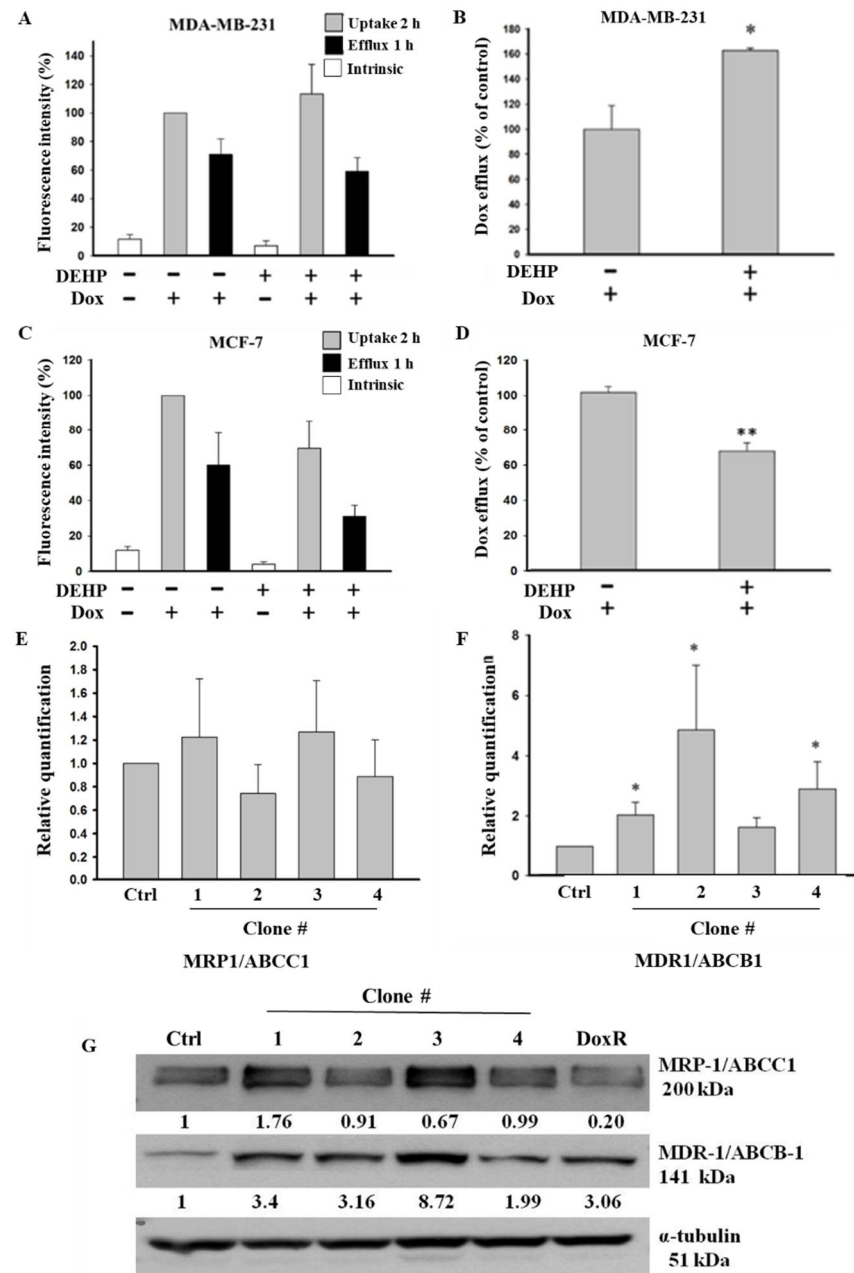 A
MDA-MB-231
Uptake 2 h
Efflux 1 h
Intrinsic
Fluorescence intensity (%)
140
120
100
80
60
40
20
0
DEHP − − − + + +
Dox − + + − + +
B
MDA-MB-231
Dox efflux (% of control)
180
160
140
120
100
80
60
40
20
0
*
DEHP − +
Dox + +
C
MCF-7
Uptake 2 h
Efflux 1 h
Intrinsic
Fluorescence intensity (%)
120
100
80
60
40
20
0
DEHP − − − + + +
Dox − + + − + +
D
MCF-7
Dox efflux (% of control)
120
100
80
60
40
20
0
**
DEHP − +
Dox + +
E
Relative quantification
2.0
1.8
1.6
1.4
1.2
1.0
0.8
0.6
0.4
0.2
0.0
Ctrl 1 2 3 4
Clone #
MRP1/ABCC1
F
Relative quantificationn
8
6
4
2
0
* * *
Ctrl 1 2 3 4
Clone #
MDR1/ABCB1
G
Clone #
Ctrl 1 2 3 4 DoxR
MRP-1/ABCC1
200 kDa
1 1.76 0.91 0.67 0.99 0.20
MDR-1/ABCB-1
141 kDa
1 3.4 3.16 8.72 1.99 3.06
α-tubulin
51 kDa